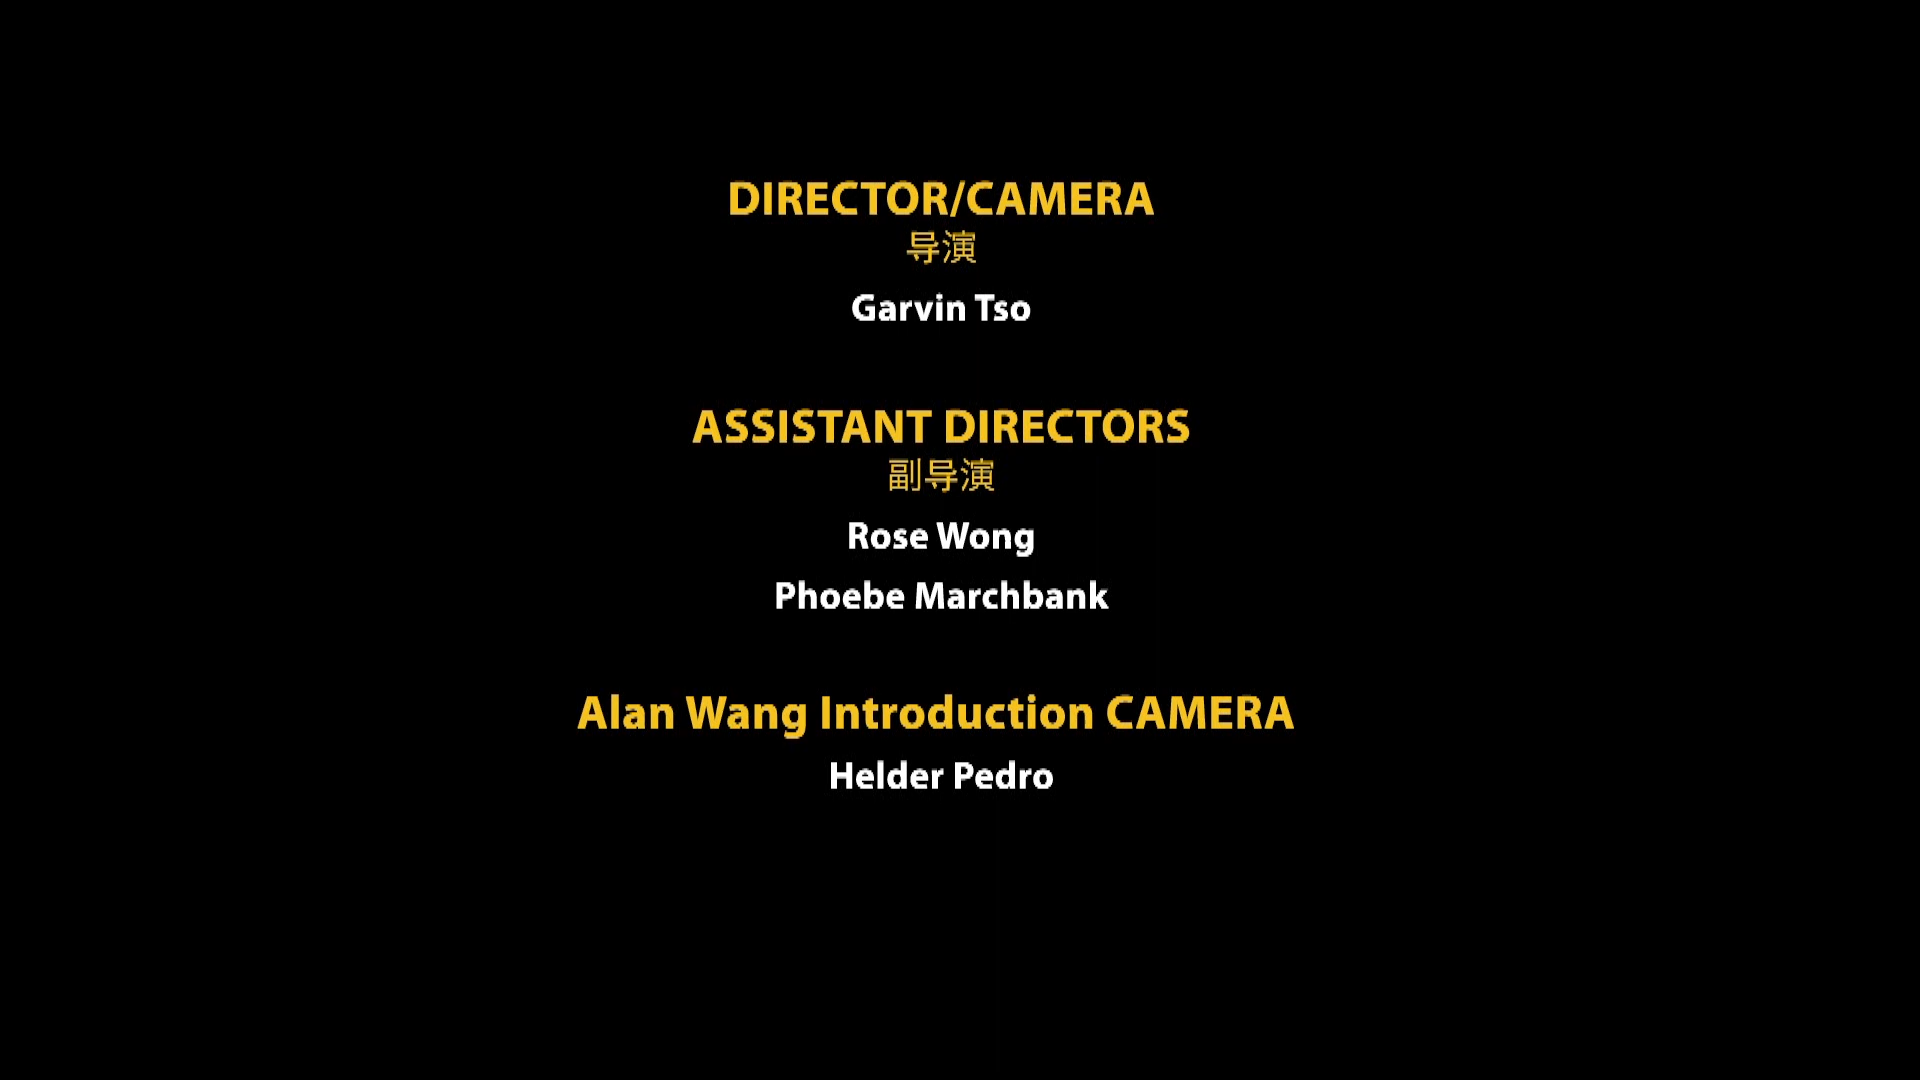 DIRECTOR/CAMERA
导演
Garvin Tso
ASSISTANT DIRECTORS
副导演
Rose Wong
Phoebe Marchbank
Alan Wang Introduction CAMERA
Helder Pedro